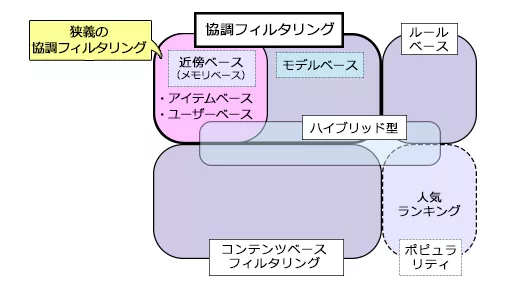 狭義の
協調フィルタリング
協調フィルタリング
ルール
ベース
近傍ベース
（メモリベース）
モデルベース
・アイテムベース
・ユーザーベース
ハイブリッド型
人気
ランキング
コンテンツベース
フィルタリング
ポピュラ
リティ